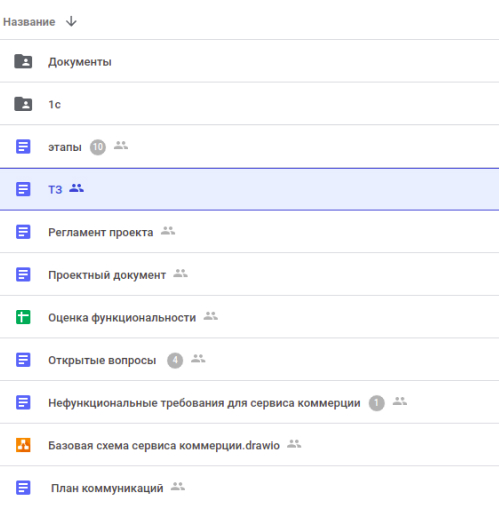 Название
Документы
1с
этапы 10
ТЗ
Регламент проекта
Проектный документ
Оценка функциональности
Открытые вопросы 4
Нефункциональные требования для сервиса коммерции 1
Базовая схема сервиса коммерции.drawio
План коммуникаций